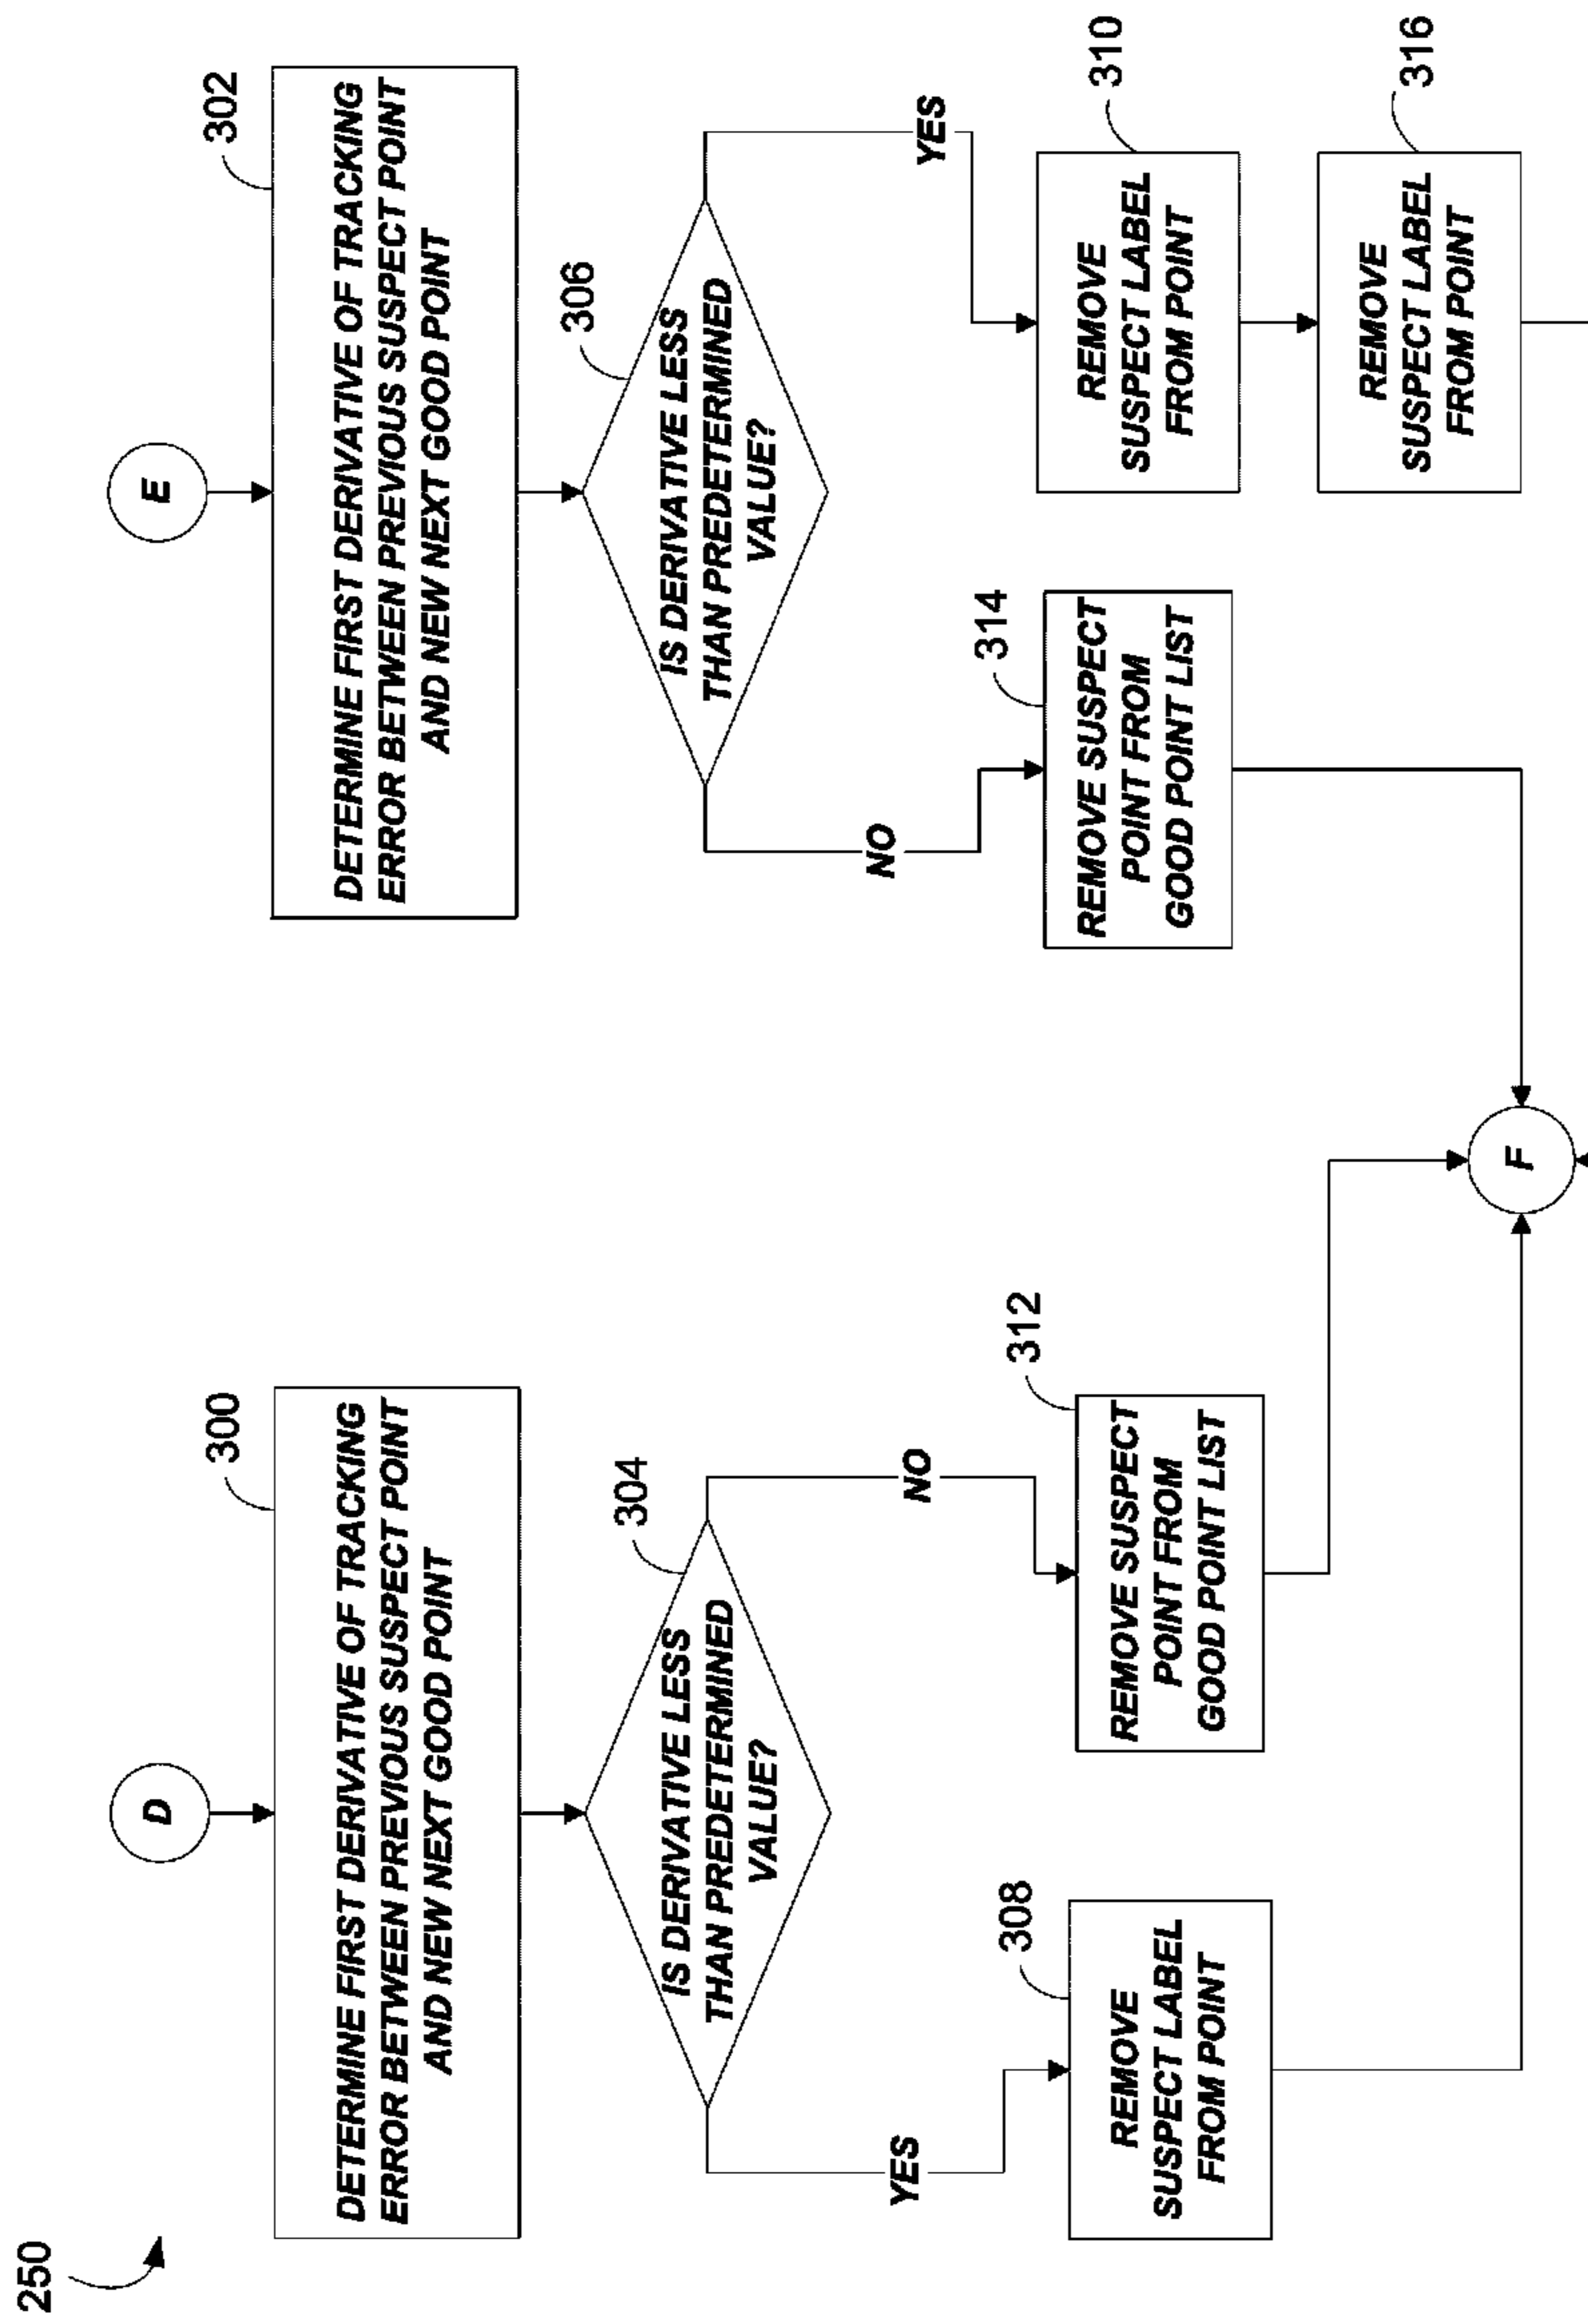 250
D
300
DETERMINE FIRST DERIVATIVE OF TRACKING
ERROR BETWEEN PREVIOUS SUSPECT POINT
AND NEW NEXT GOOD POINT
304
IS DERIVATIVE LESS
THAN PREDETERMINED
VALUE?
YES
NO
308
REMOVE
SUSPECT LABEL
FROM POINT
312
REMOVE SUSPECT
POINT FROM
GOOD POINT LIST
E
302
DETERMINE FIRST DERIVATIVE OF TRACKING
ERROR BETWEEN PREVIOUS SUSPECT POINT
AND NEW NEXT GOOD POINT
306
IS DERIVATIVE LESS
THAN PREDETERMINED
VALUE?
NO
YES
314
REMOVE SUSPECT
POINT FROM
GOOD POINT LIST
310
REMOVE
SUSPECT LABEL
FROM POINT
316
REMOVE
SUSPECT LABEL
FROM POINT
F